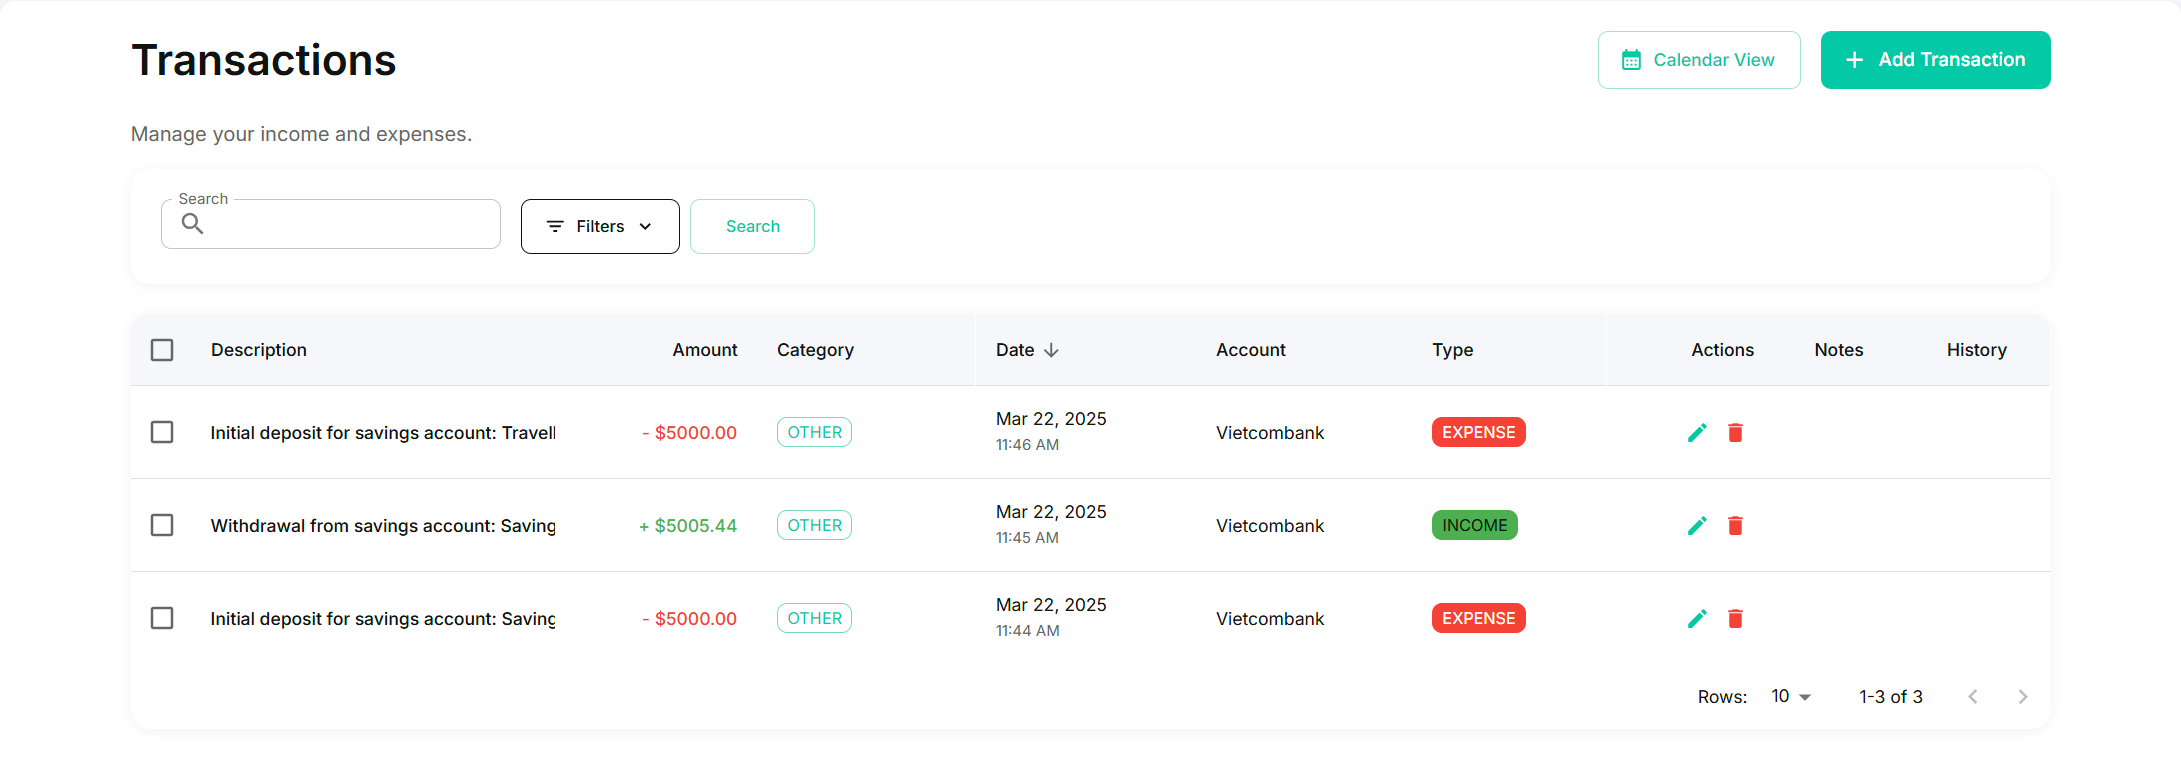 Transactions
Calendar View
Add Transaction
Manage your income and expenses.
Search
Filters
Search
Description Amount Category Date Account Type Actions Notes History
Initial deposit for savings account: Travel - $5000.00 OTHER Mar 22, 2025 Vietcombank EXPENSE
11:46 AM
Withdrawal from savings account: Saving + $5005.44 OTHER Mar 22, 2025 Vietcombank INCOME
11:45 AM
Initial deposit for savings account: Saving - $5000.00 OTHER Mar 22, 2025 Vietcombank EXPENSE
11:44 AM
Rows: 10 1-3 of 3